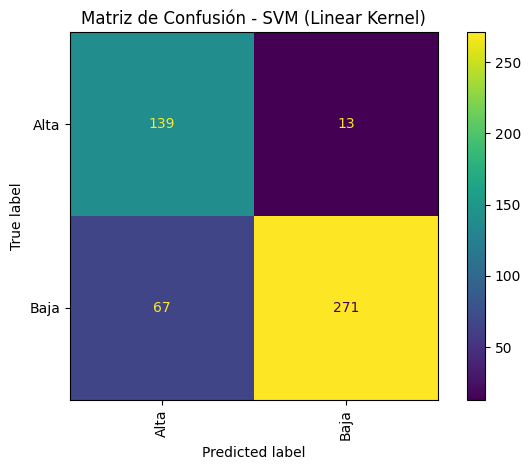 Matriz de Confusión - SVM (Linear Kernel)
Alta
139
13
Baja
67
271
True label
Alta
Baja
Predicted label
250
200
150
100
50